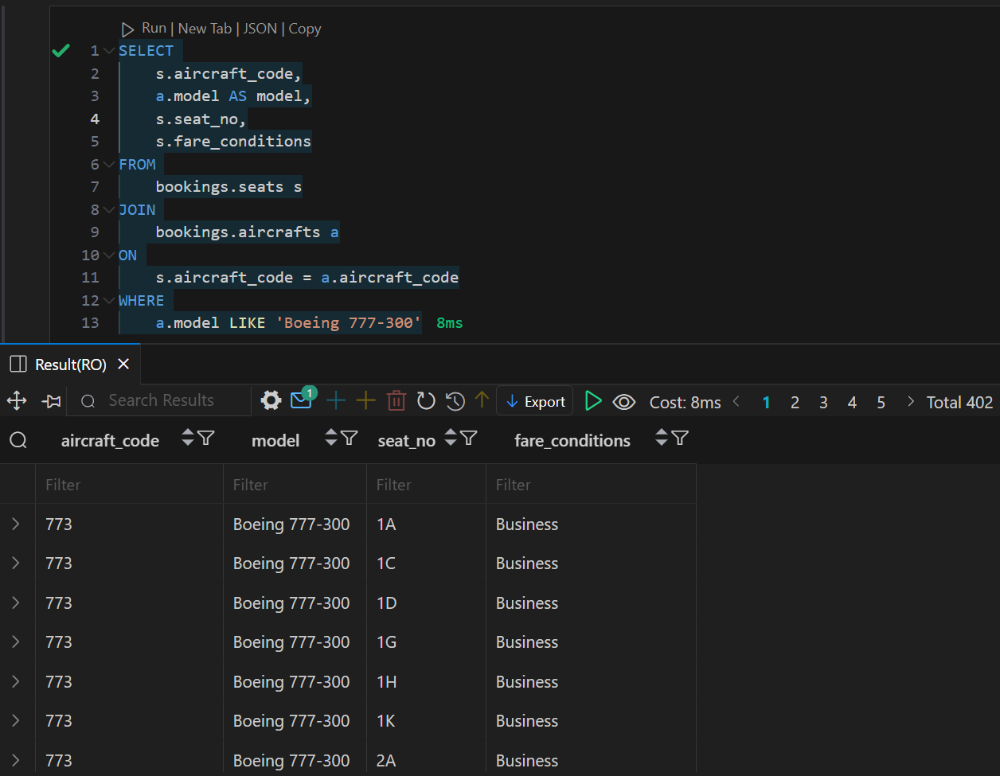 Run | New Tab | JSON | Copy
1 SELECT
2 s.aircraft_code,
3 a.model AS model,
4 s.seat_no,
5 s.fare_conditions
6 FROM
7 bookings.seats s
8 JOIN
9 bookings.aircrafts a
10 ON
11 s.aircraft_code = a.aircraft_code
12 WHERE
13 a.model LIKE 'Boeing 777-300' 8ms
Result(RO)
Search Results 1 Export Cost: 8ms 1 2 3 4 5 Total 402
aircraft_code model seat_no fare_conditions
Filter Filter Filter Filter
773 Boeing 777-300 1A Business
773 Boeing 777-300 1C Business
773 Boeing 777-300 1D Business
773 Boeing 777-300 1G Business
773 Boeing 777-300 1H Business
773 Boeing 777-300 1K Business
773 Boeing 777-300 2A Business